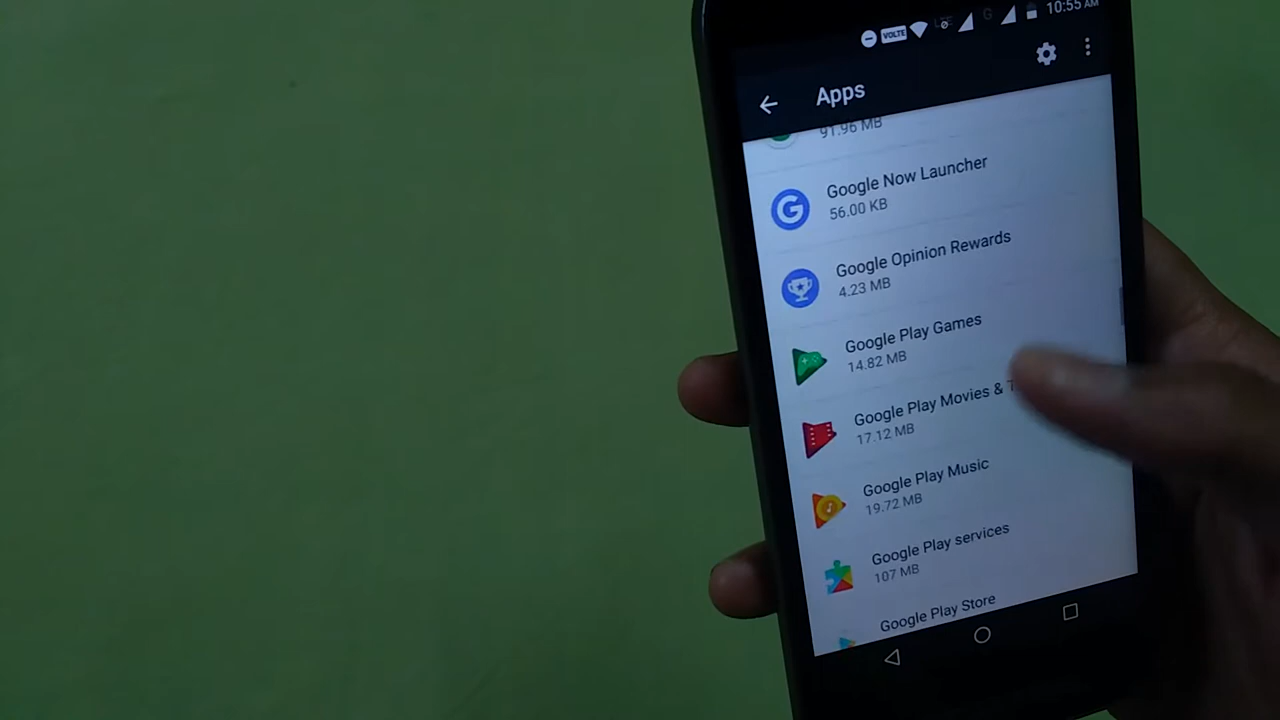 VOLTE G 10:55 AM
Apps
91.96 MB
Google Now Launcher
56.00 KB
Google Opinion Rewards
4.23 MB
Google Play Games
14.82 MB
Google Play Movies & T
17.12 MB
Google Play Music
19.72 MB
Google Play services
107 MB
Google Play Store